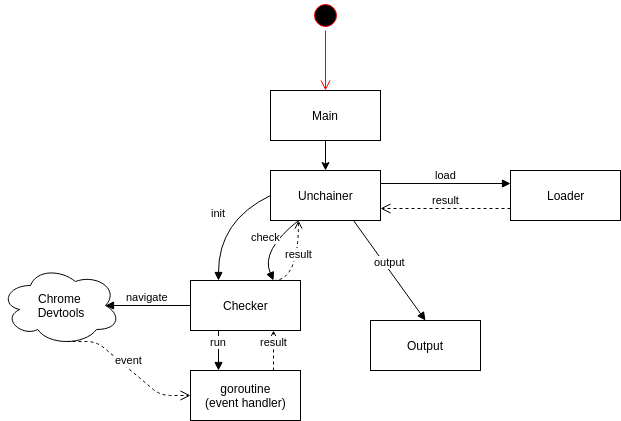 Main
load
Unchainer
Loader
result
init
check
result
output
Chrome
Devtools
navigate
Checker
run
result
Output
event
goroutine
(event handler)